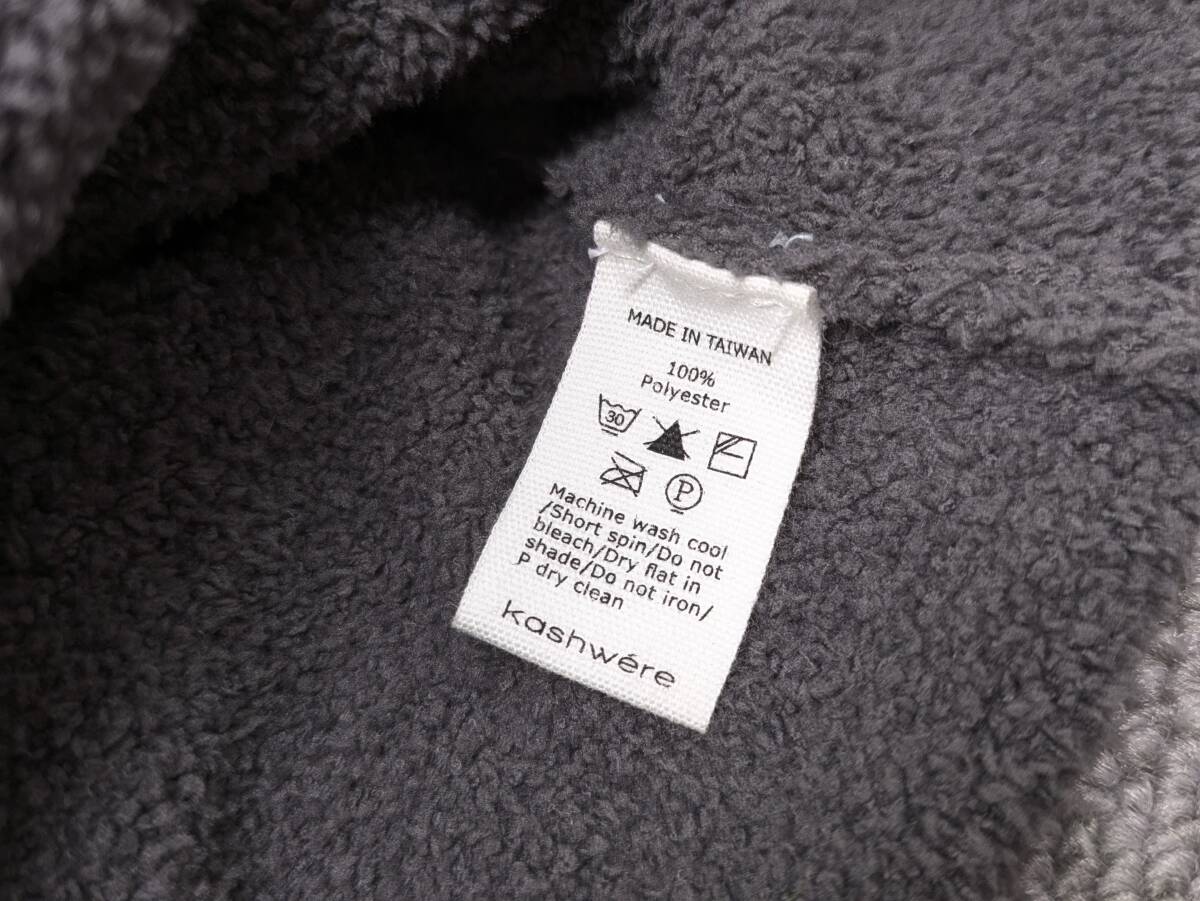 MADE IN TAIWAN
100%
Polyester
30
P
Machine wash cool
/Short spin/Do not
bleach/Dry flat in
shade/Do not iron/
P dry clean
kashwére